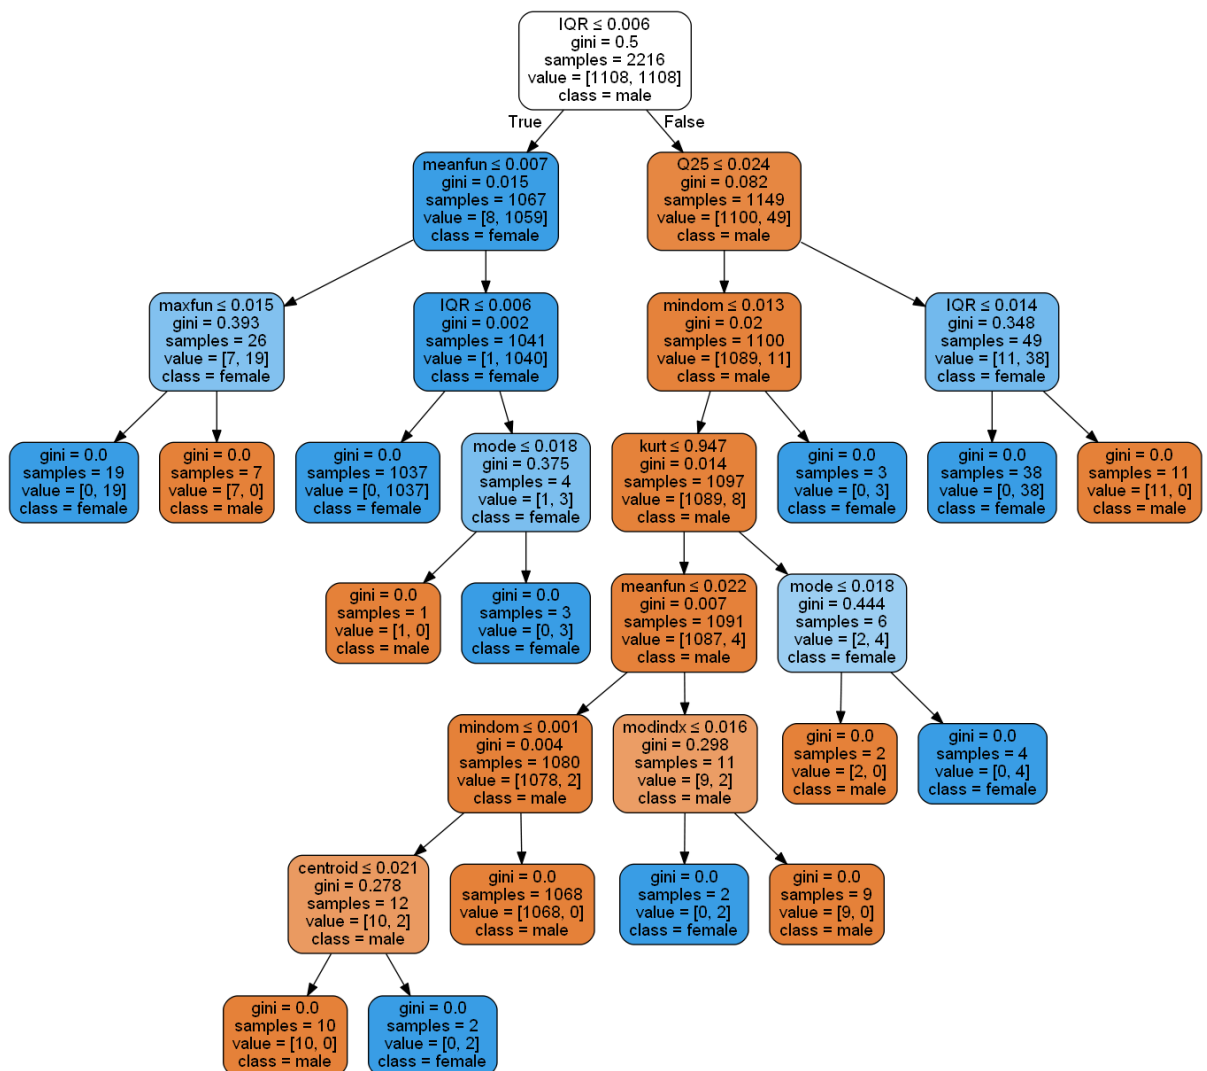 IQR ≤ 0.006
gini = 0.5
samples = 2216
value = [1108, 1108]
class = male
True
False
meanfun ≤ 0.007
gini = 0.015
samples = 1067
value = [8, 1059]
class = female
Q25 ≤ 0.024
gini = 0.082
samples = 1149
value = [1100, 49]
class = male
maxfun ≤ 0.015
gini = 0.393
samples = 26
value = [7, 19]
class = female
IQR ≤ 0.006
gini = 0.002
samples = 1041
value = [1, 1040]
class = female
mindom ≤ 0.013
gini = 0.02
samples = 1100
value = [1089, 11]
class = male
IQR ≤ 0.014
gini = 0.348
samples = 49
value = [11, 38]
class = female
gini = 0.0
samples = 19
value = [0, 19]
class = female
gini = 0.0
samples = 7
value = [7, 0]
class = male
gini = 0.0
samples = 1037
value = [0, 1037]
class = female
mode ≤ 0.018
gini = 0.375
samples = 4
value = [1, 3]
class = female
kurt ≤ 0.947
gini = 0.014
samples = 1097
value = [1089, 8]
class = male
gini = 0.0
samples = 3
value = [0, 3]
class = female
gini = 0.0
samples = 38
value = [0, 38]
class = female
gini = 0.0
samples = 11
value = [11, 0]
class = male
gini = 0.0
samples = 1
value = [1, 0]
class = male
gini = 0.0
samples = 3
value = [0, 3]
class = female
meanfun ≤ 0.022
gini = 0.007
samples = 1091
value = [1087, 4]
class = male
mode ≤ 0.018
gini = 0.444
samples = 6
value = [2, 4]
class = female
mindom ≤ 0.001
gini = 0.004
samples = 1080
value = [1078, 2]
class = male
modindx ≤ 0.016
gini = 0.298
samples = 11
value = [9, 2]
class = male
gini = 0.0
samples = 2
value = [2, 0]
class = male
gini = 0.0
samples = 4
value = [0, 4]
class = female
centroid ≤ 0.021
gini = 0.278
samples = 12
value = [10, 2]
class = male
gini = 0.0
samples = 1068
value = [1068, 0]
class = male
gini = 0.0
samples = 2
value = [0, 2]
class = female
gini = 0.0
samples = 9
value = [9, 0]
class = male
gini = 0.0
samples = 10
value = [10, 0]
class = male
gini = 0.0
samples = 2
value = [0, 2]
class = female